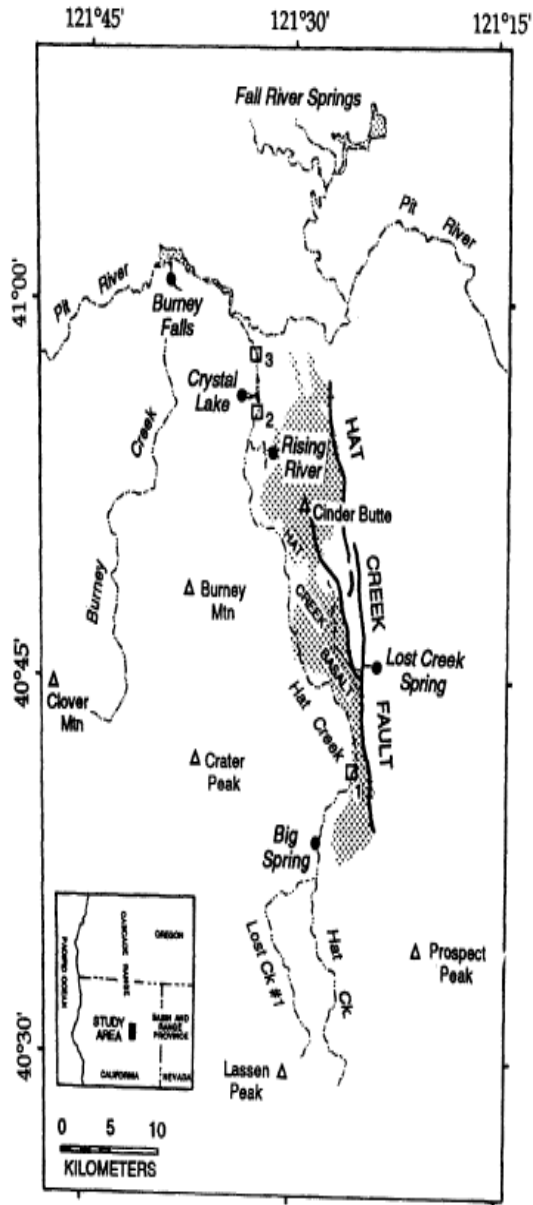 121°45'
121°30'
121°15'
Fall River Springs
Pit
River
Pit River
41°00'
Burney
Falls
3
Crystal
Lake
2
Rising
River
HAT
Creek
Cinder Butte
HAT
CREEK
Burney
Mtn
Burney
CREEK
BASALT
Lost Creek
Spring
40°45'
Clover
Mtn
Hat Creek
FAULT
Crater
Peak
1
Big
Spring
Lost Ck #1
Hat
Ck.
Prospect
Peak
PACIFIC OCEAN
CASCADE RANGE
OREGON
STUDY
AREA
BASIN AND
RANGE
PROVINCE
CALIFORNIA
NEVADA
40°30'
Lassen
Peak
0 5 10
KILOMETERS